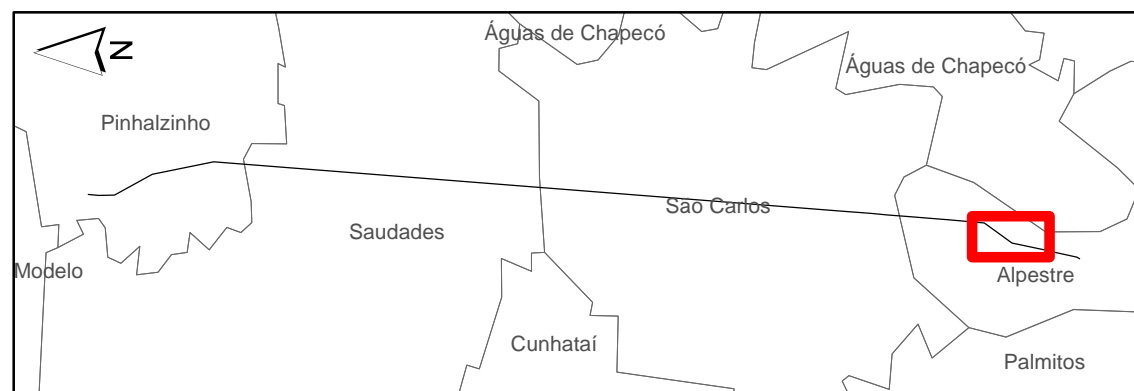 Águas de Chapecó
N
Águas de Chapecó
Pinhalzinho
Sao Carlos
Saudades
Modelo
Alpestre
Cunhataí
Palmitos